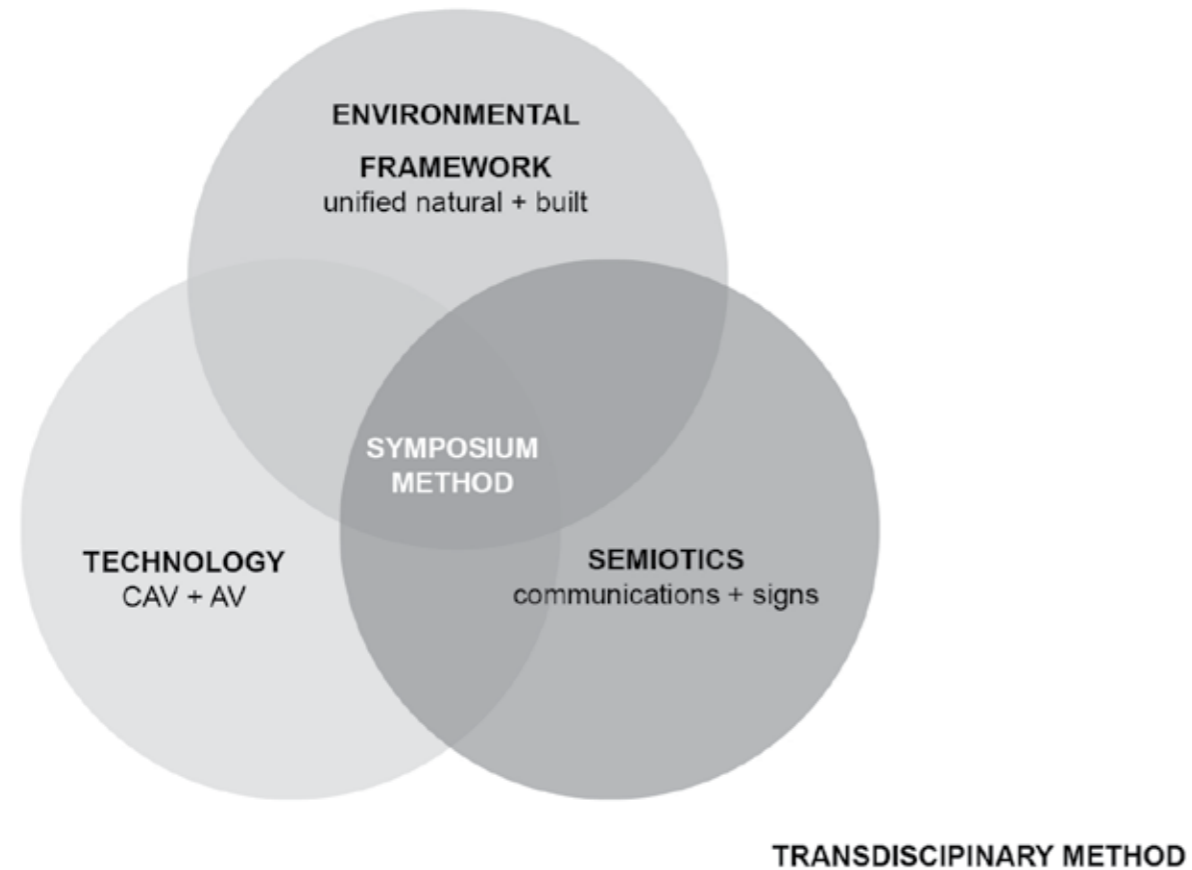 ENVIRONMENTAL
FRAMEWORK
unified natural + built
SYMPOSIUM
METHOD
TECHNOLOGY
CAV + AV
SEMIOTICS
communications + signs
TRANSDISCIPINARY METHOD